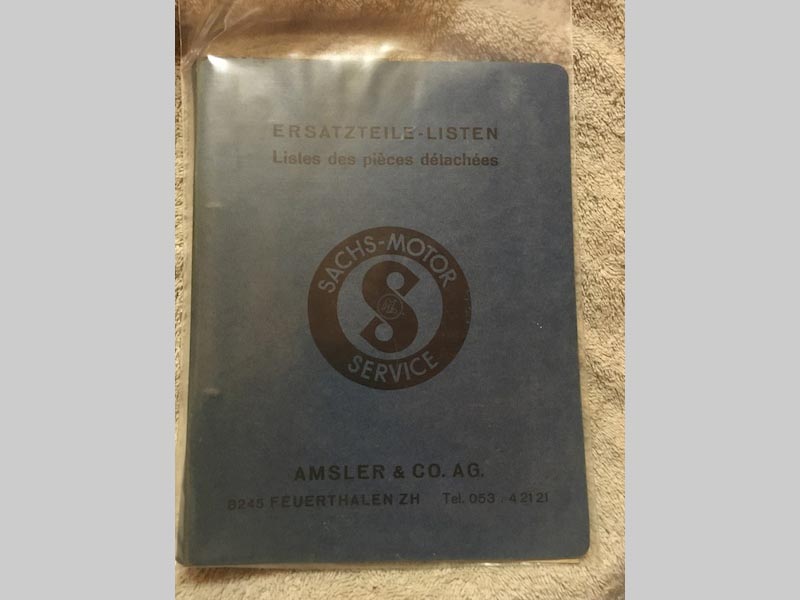 ERSATZTEILE-LISTEN
Listes des pièces détachées
SACHS-MOTOR
S
SERVICE
AMSLER & CO. AG.
8245 FEUERTHALEN ZH Tel. 053 / 4 21 21